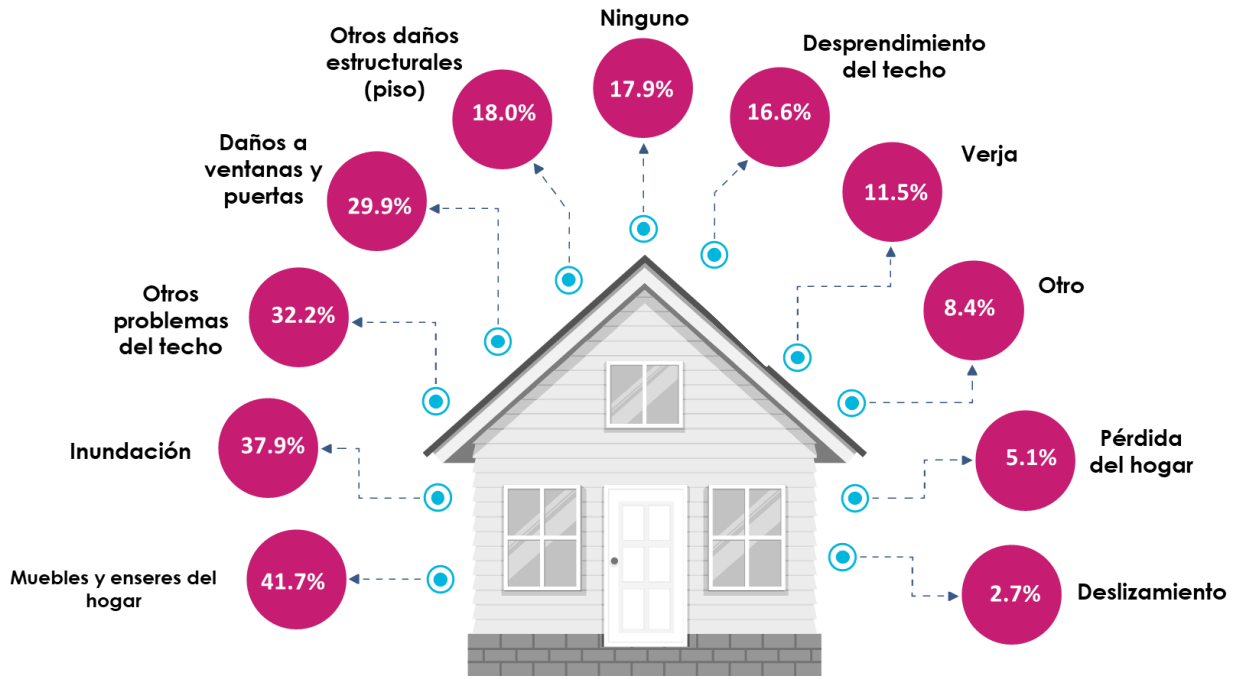 Muebles y enseres del
hogar
41.7%
Inundación
37.9%
Otros
problemas
del techo
32.2%
Daños a
ventanas y
puertas
29.9%
Otros daños
estructurales
(piso)
18.0%
Ninguno
17.9%
Desprendimiento
del techo
16.6%
Verja
11.5%
Otro
8.4%
Pérdida
del hogar
5.1%
Deslizamiento
2.7%